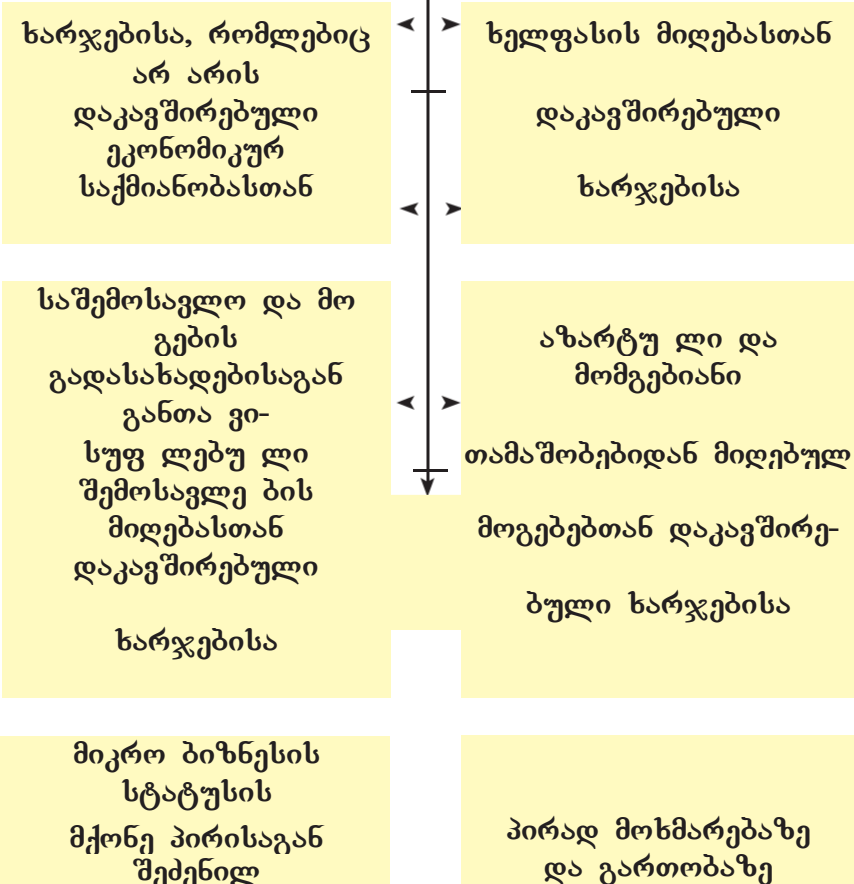 ხარჯებისა, რომლებიც
არ არის
დაკავშირებული
ეკონომიკურ
საქმიანობასთან
ხელფასის მიღებასთან
დაკავშირებული
ხარჯებისა
საშემოსავლო და მო
გების
გადასახადებისაგან
განთა ვი-
სუფ ლებუ ლი
შემოსავლე ბის
მიღებასთან
დაკავშირებული
ხარჯებისა
აზარტუ ლი და
მომგებიანი
თამაშობებიდან მიღებულ
მოგებებთან დაკავშირე-
ბული ხარჯებისა
მიკრო ბიზნესის
სტატუსის
მქონე პირისაგან
შეძენილ
პირად მოხმარებაზე
და გართობაზე